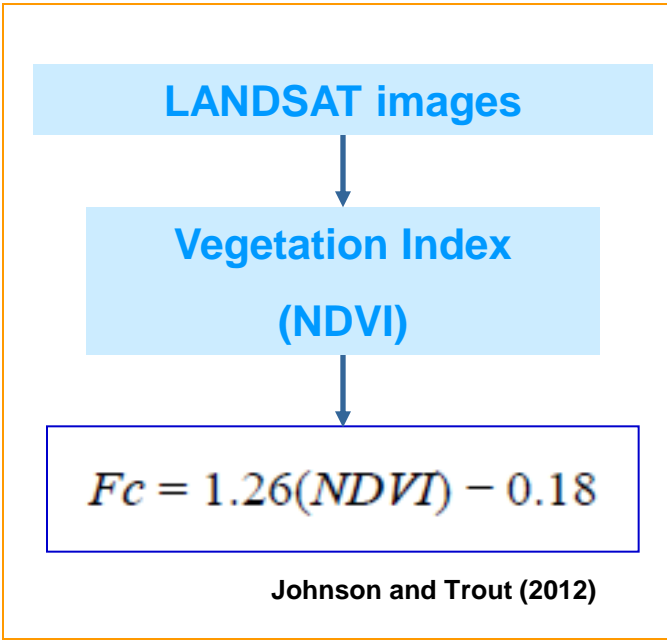 LANDSAT images
Vegetation Index
(NDVI)
Fc = 1.26(NDVI) − 0.18
Johnson and Trout (2012)